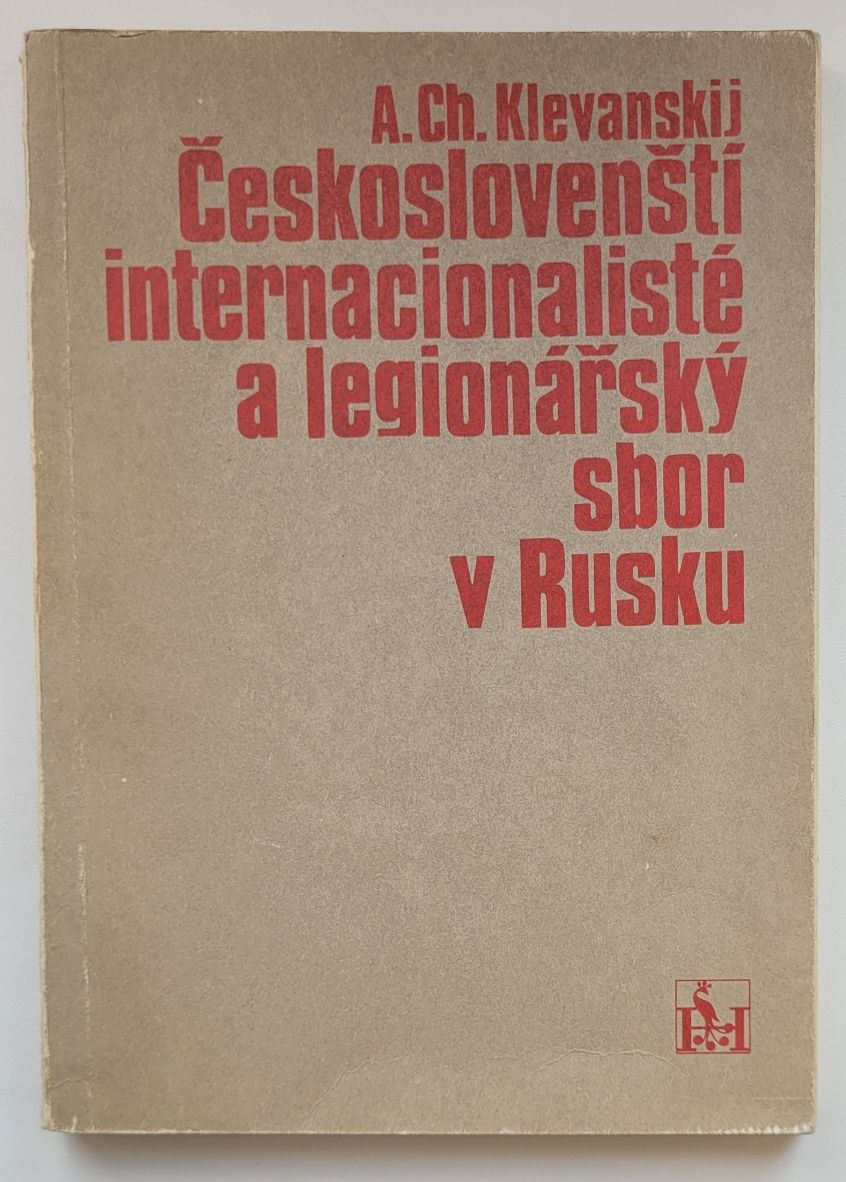 A. Ch. Klevanskij
Českoslovenští
internacionalisté
a legionářský
sbor
v Rusku